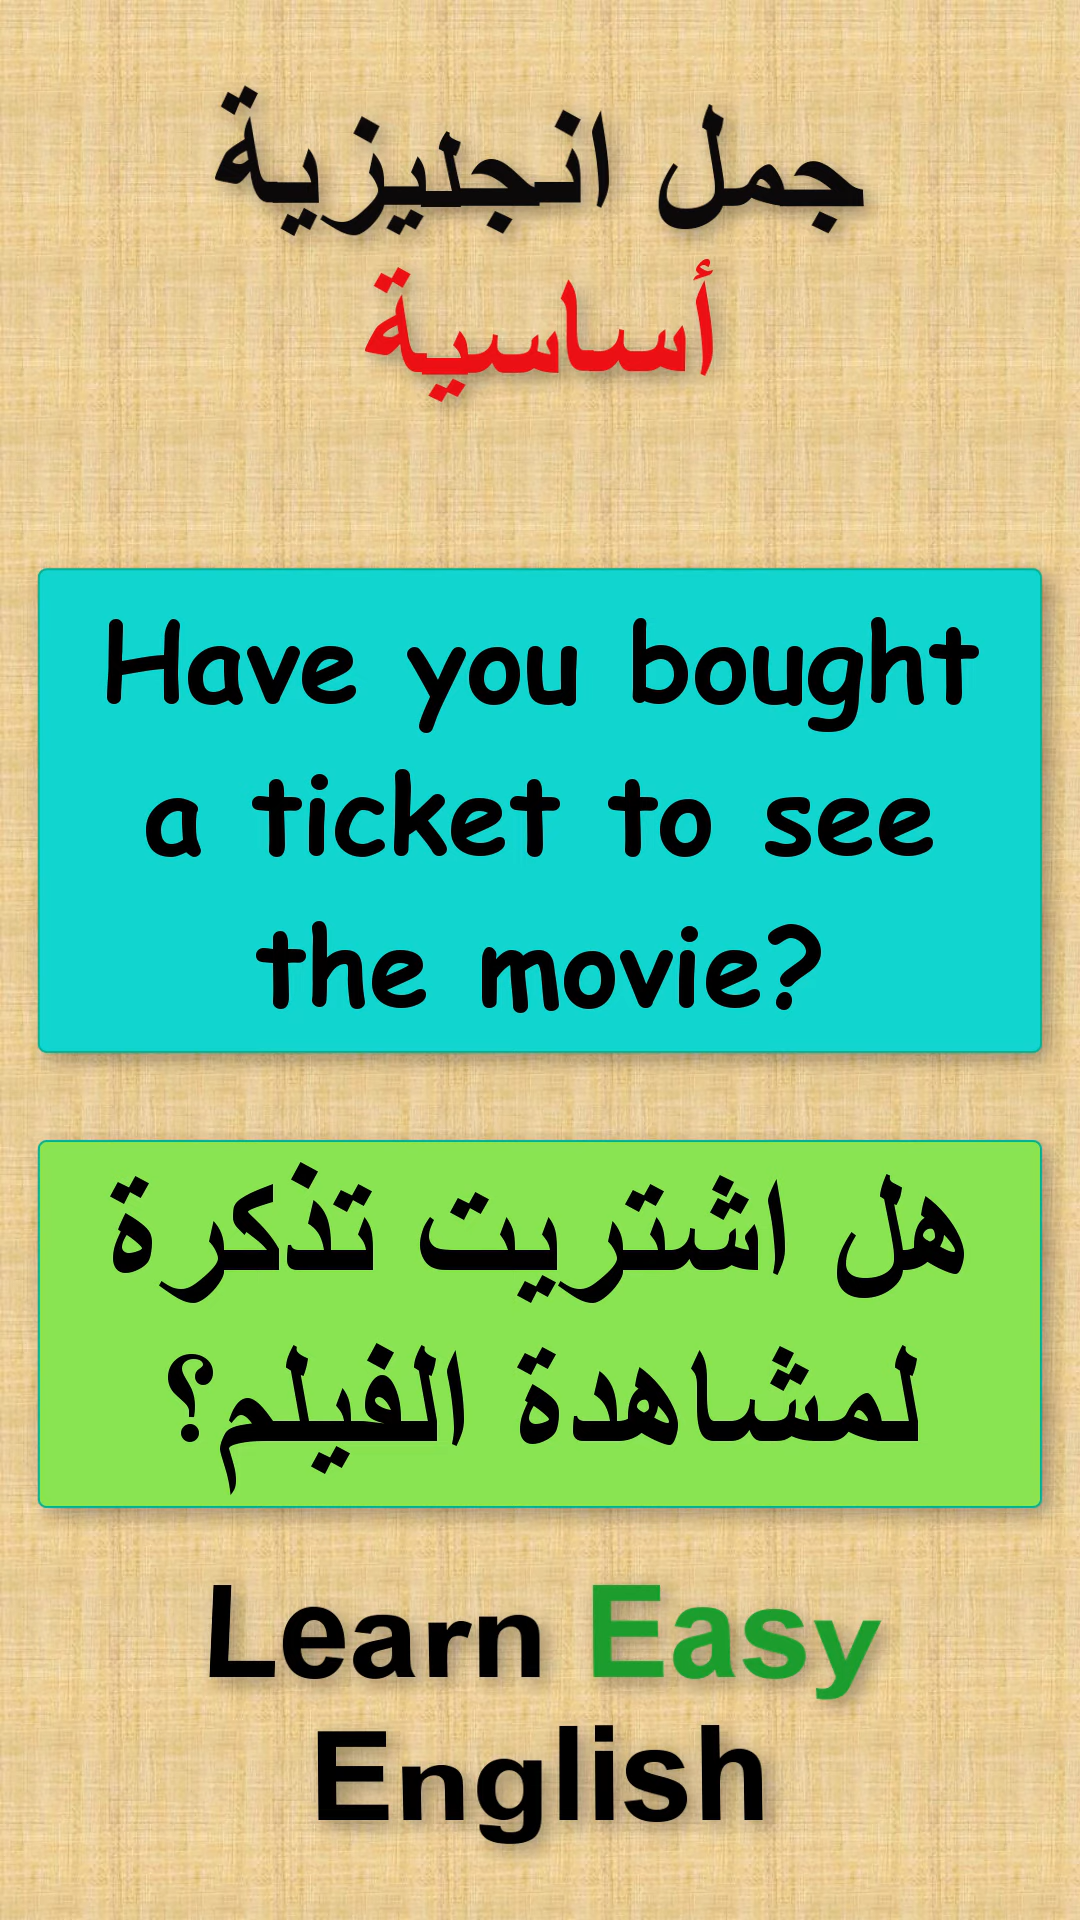 جمل انجليزية
أساسية
Have you bought
a ticket to see
the movie?
هل اشتريت تذكرة
لمشاهدة الفيلم؟
Learn Easy
English